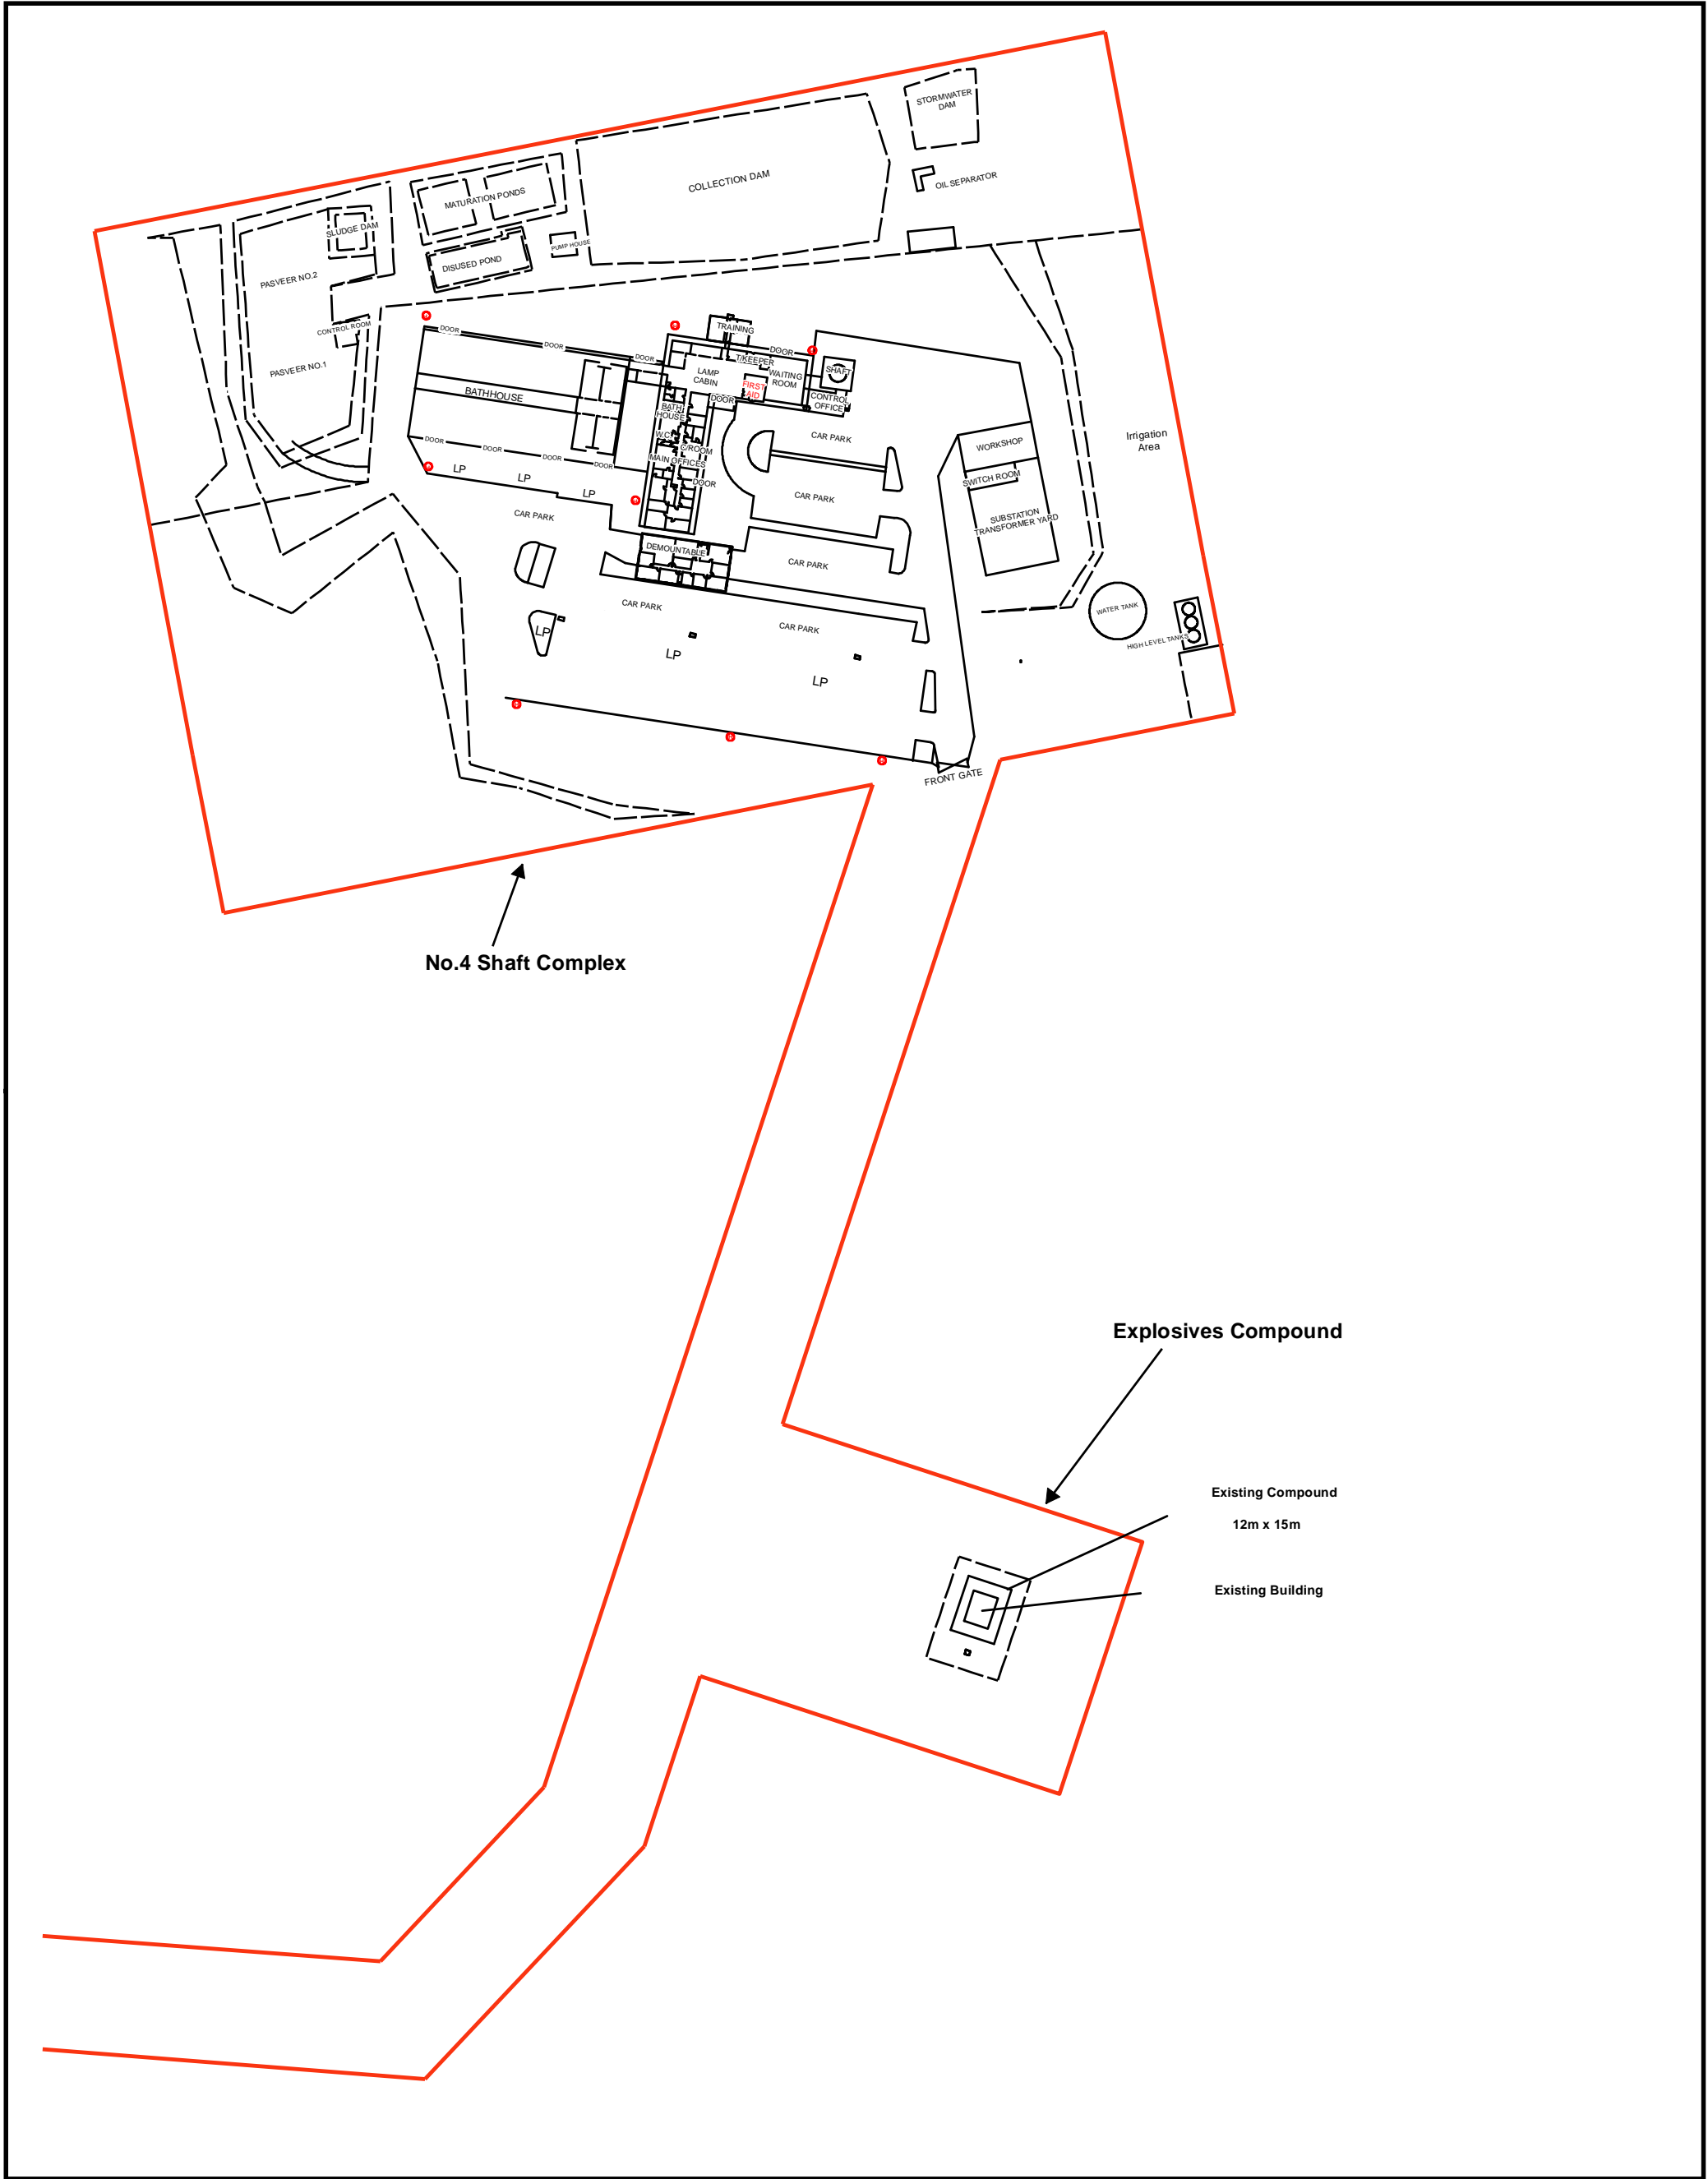 STORMWATER
DAM
COLLECTION DAM
OIL SEPARATOR
MATURATION PONDS
SLUDGE DAM
PUMP HOUSE
DISUSED POND
PASVEER NO.2
CONTROL ROOM
PASVEER NO.1
TRAINING
DOOR
DOOR
DOOR
DOOR
T/KEEPER
WAITING
ROOM
SHAFT
LAMP
CABIN
FIRST
AID
CONTROL
OFFICE
BATHHOUSE
BATH
HOUSE
DOOR
CAR PARK
W.C.
C/ROOM
MAIN OFFICES
DOOR
DOOR
DOOR
DOOR
DOOR
LP
LP
LP
CAR PARK
CAR PARK
WORKSHOP
SWITCH ROOM
SUBSTATION
TRANSFORMER YARD
Irrigation
Area
DEMOUNTABLE
CAR PARK
CAR PARK
CAR PARK
WATER TANK
HIGH LEVEL TANKS
LP
LP
LP
FRONT GATE
No.4 Shaft Complex
Explosives Compound
Existing Compound
12m x 15m
Existing Building